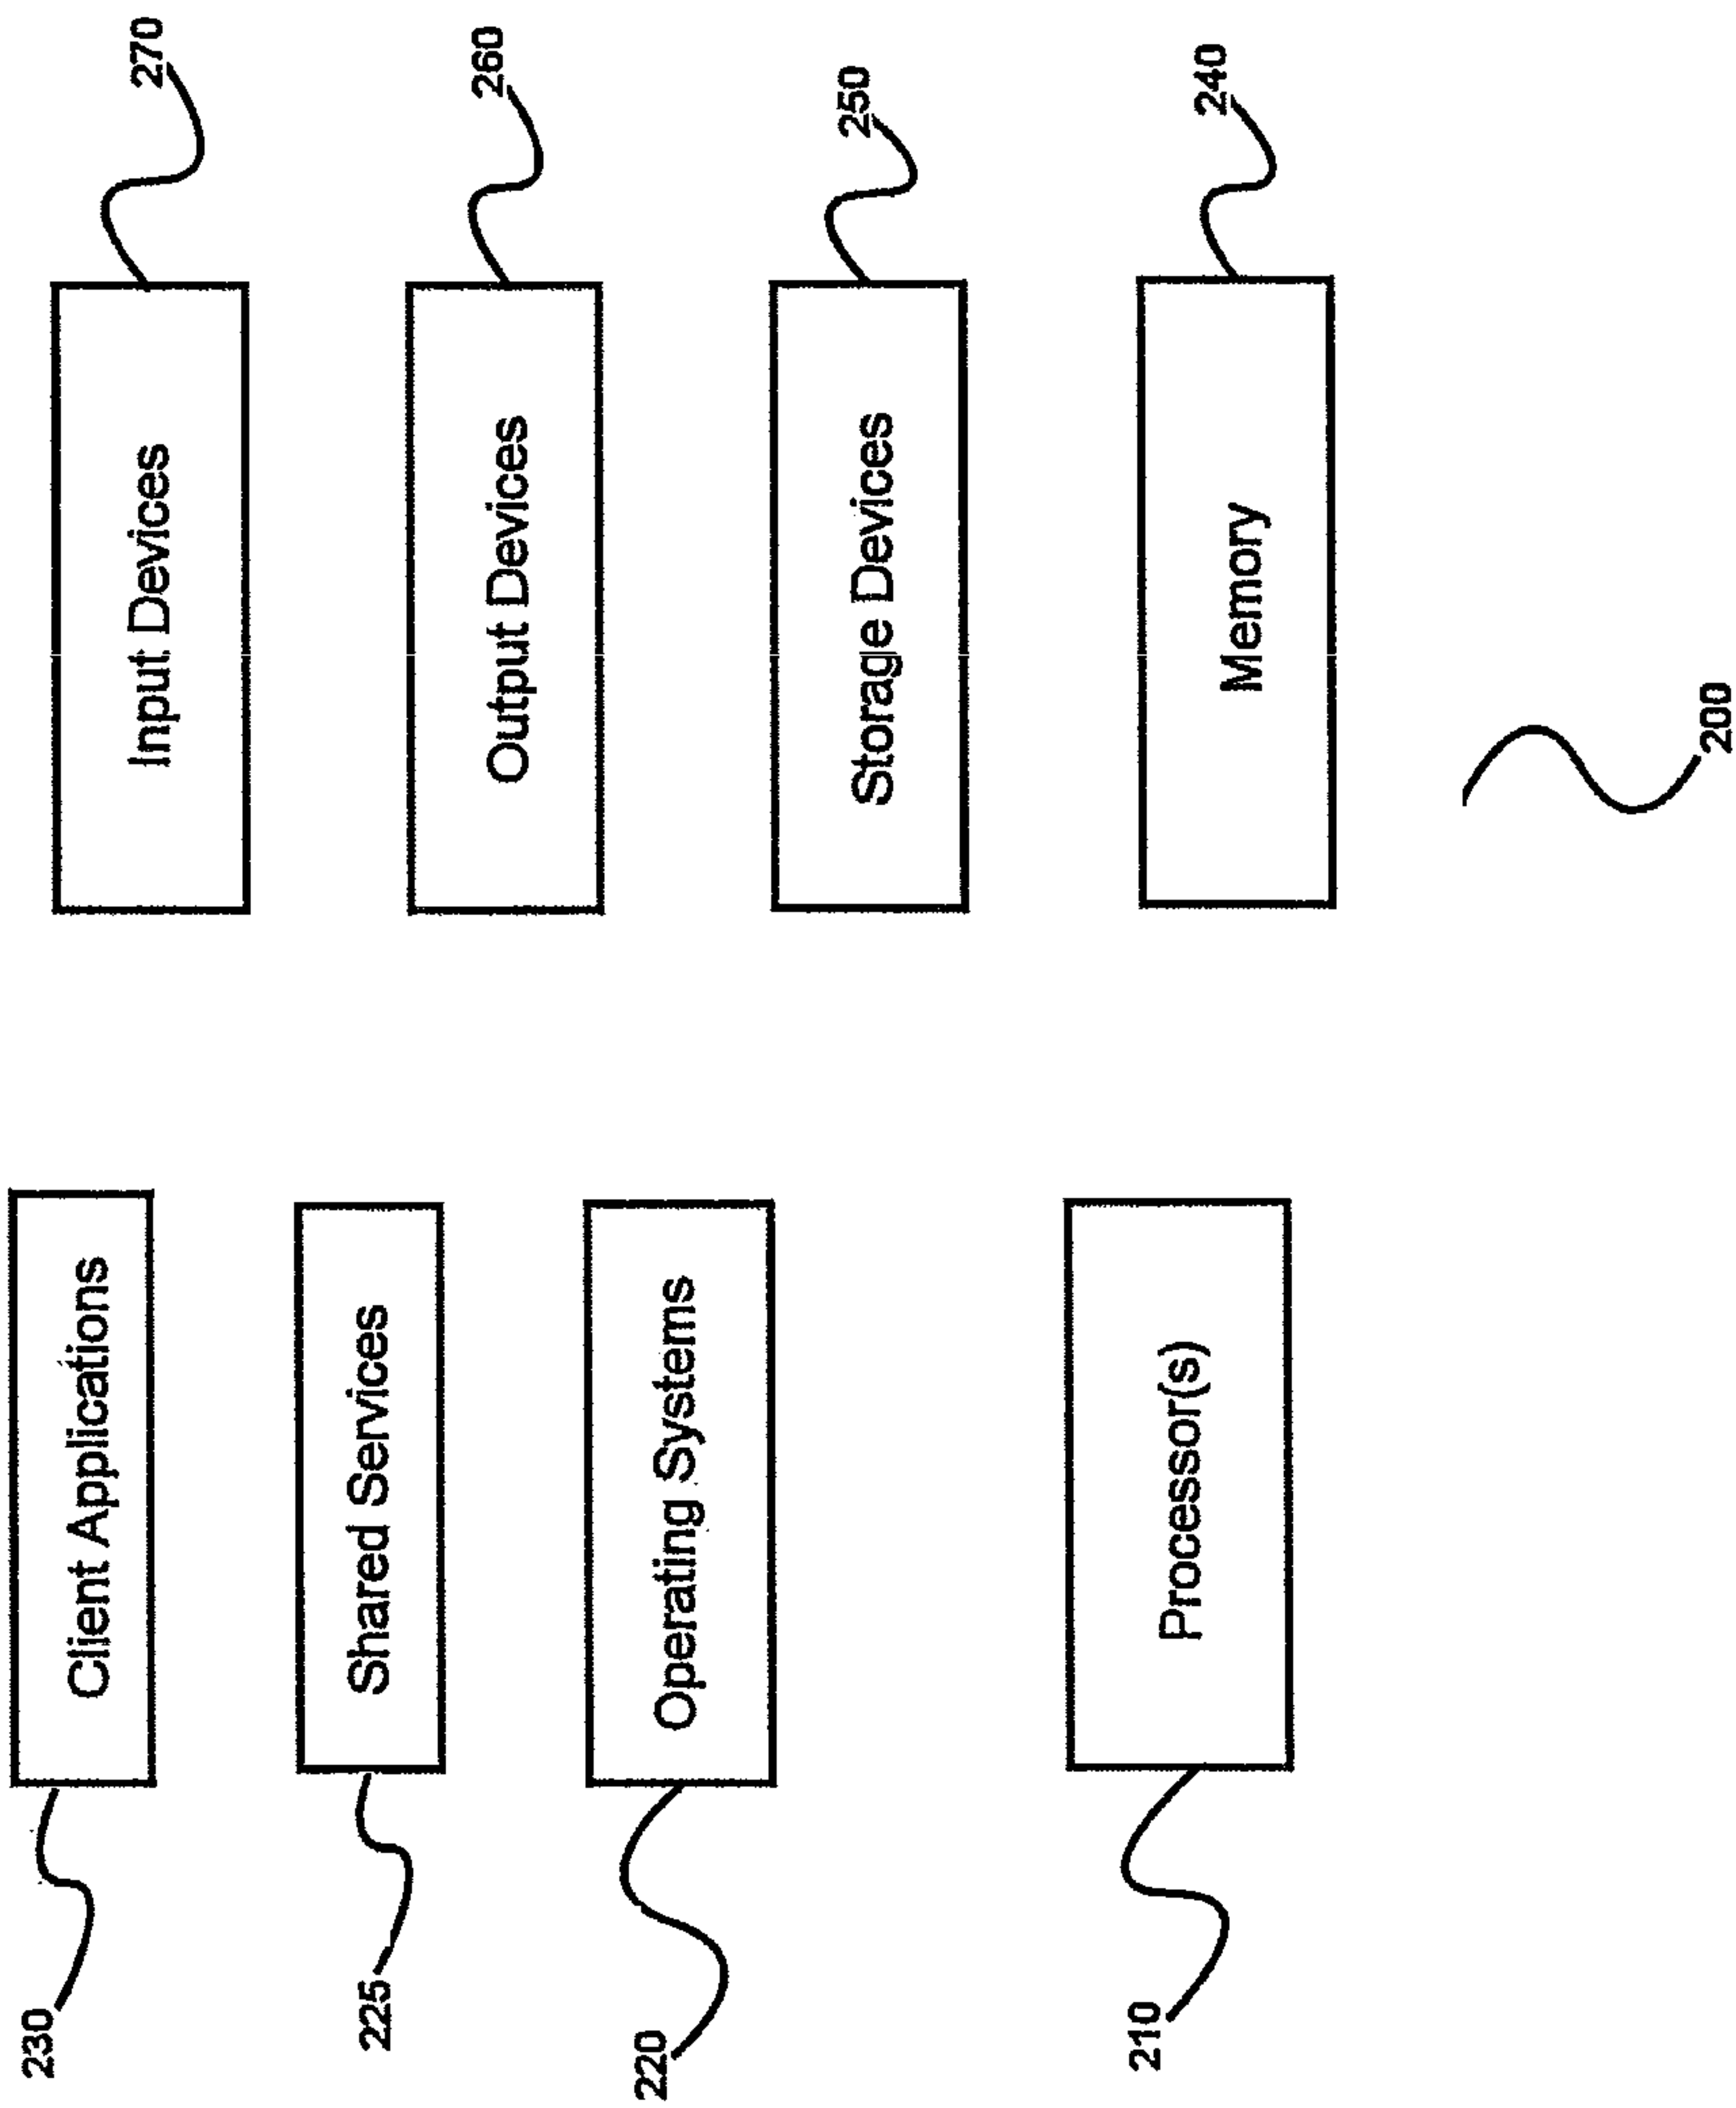 230
Client Applications
Input Devices
270
225
Shared Services
Output Devices
260
220
Operating Systems
Storage Devices
250
210
Processor(s)
Memory
240
200